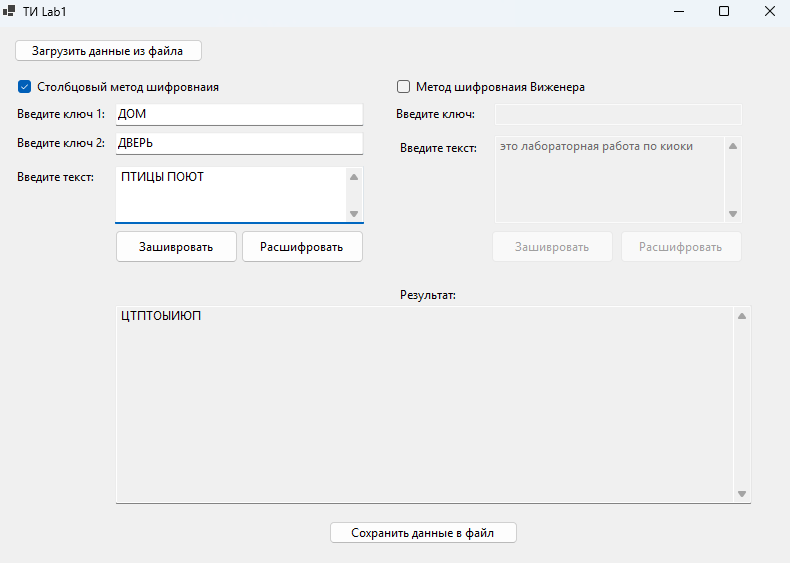 ТИ Lab1
Загрузить данные из файла
Столбцовый метод шифровнаия
Введите ключ 1: ДОМ
Введите ключ 2: ДВЕРЬ
Введите текст: ПТИЦЫ ПОЮТ
Зашивровать Расшифровать
Метод шифровнаия Виженера
Введите ключ:
Введите текст: это лабораторная работа по киоки
Зашивровать Расшифровать
Результат:
ЦТПТОЫИЮП
Сохранить данные в файл